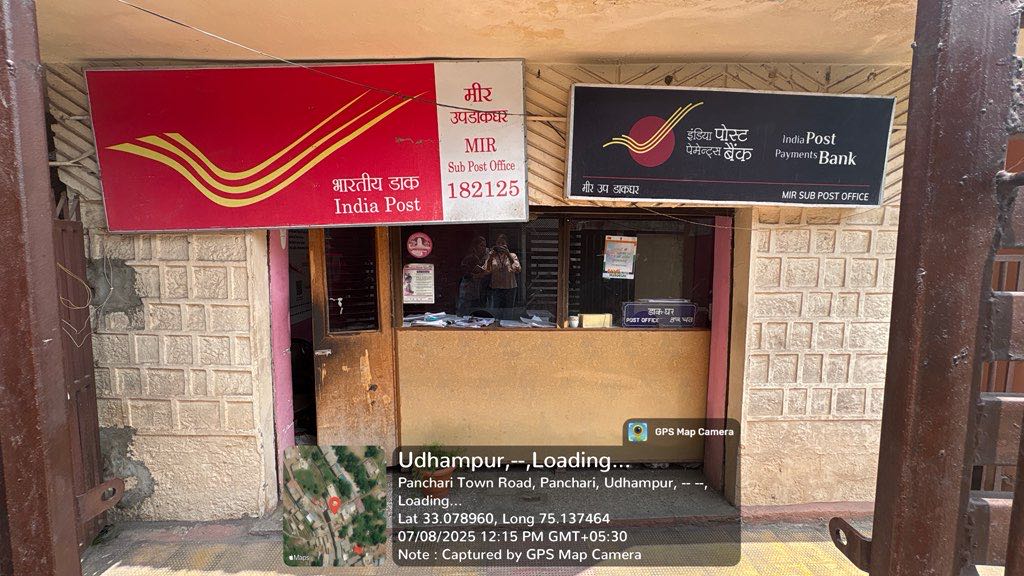 मीर
उपडाकघर
MIR
Sub Post Office
182125
भारतीय डाक
India Post
इंडिया पोस्ट
पेमेन्ट्स बैंक
India Post
Payments Bank
मीर उप डाकघर
MIR SUB POST OFFICE
डाक घर
POST OFFICE
GPS Map Camera
Udhampur,--,Loading...
Panchari Town Road, Panchari, Udhampur, -- --,
Loading...
Lat 33.078960, Long 75.137464
07/08/2025 12:15 PM GMT+05:30
Note : Captured by GPS Map Camera
Maps